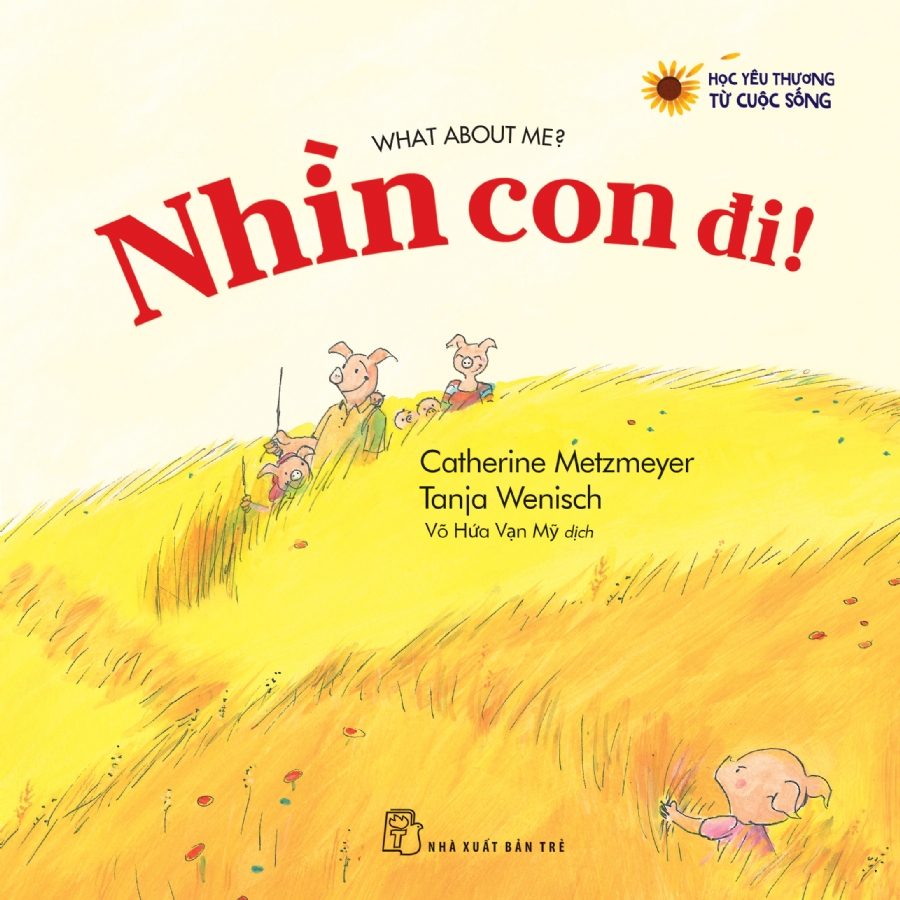 HỌC YÊU THƯƠNG
TỪ CUỘC SỐNG
WHAT ABOUT ME?
Nhìn con đi!
Catherine Metzmeyer
Tanja Wenisch
Võ Hứa Vạn Mỹ dịch
NHÀ XUẤT BẢN TRẺ